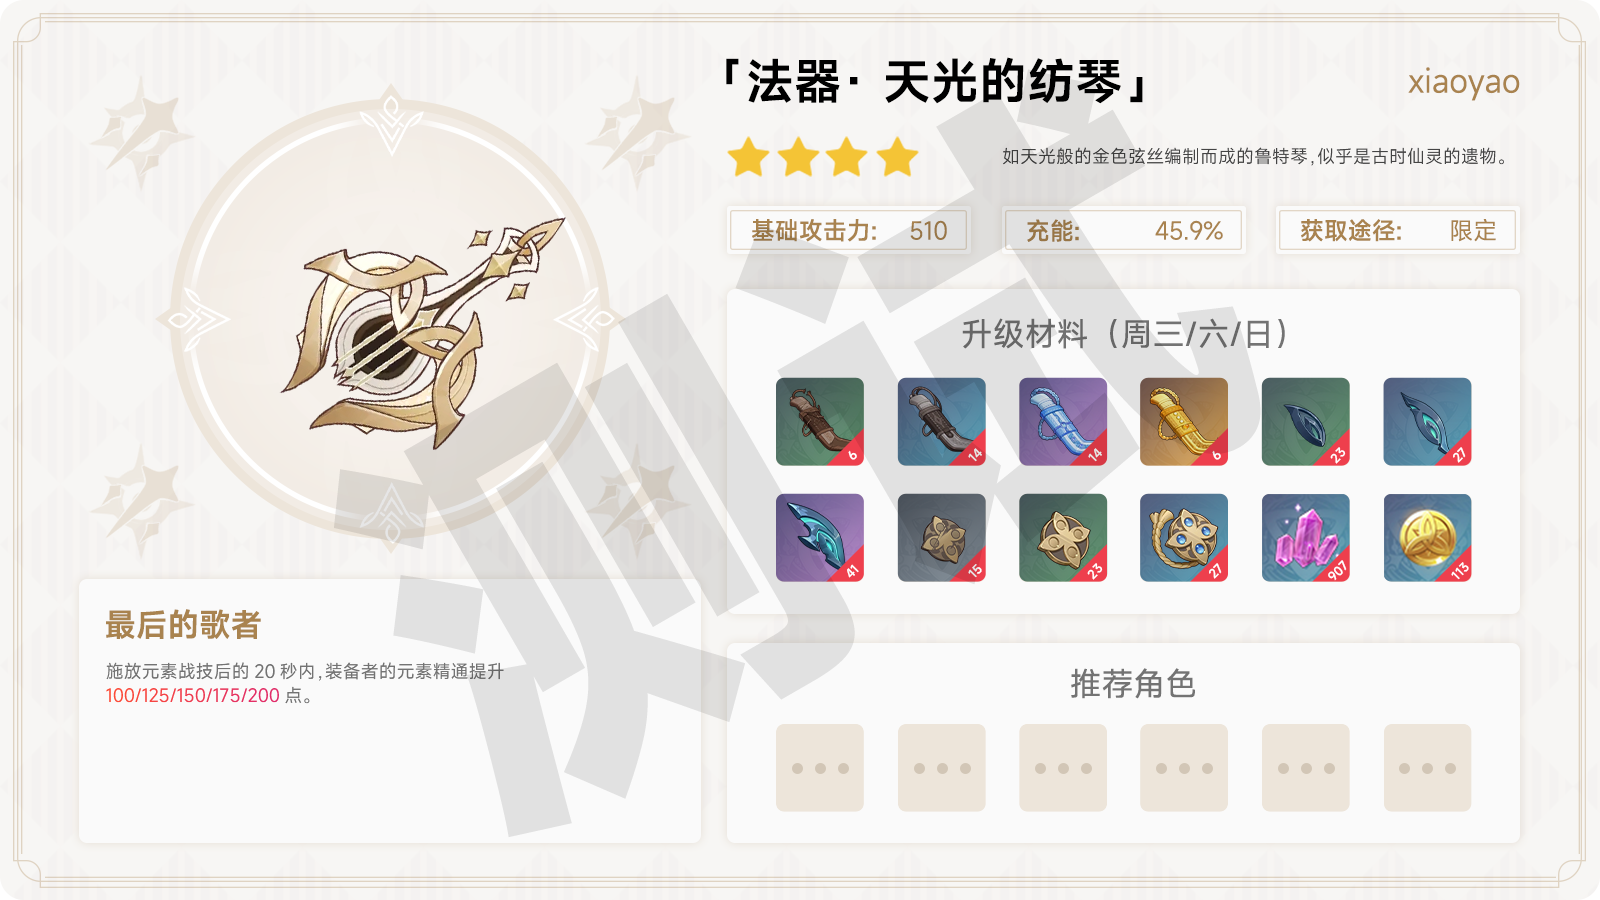 「法器· 天光的纺琴」
xiaoyao
如天光般的金色弦丝编制而成的鲁特琴,似乎是古时仙灵的遗物。
基础攻击力: 510
充能: 45.9%
获取途径: 限定
升级材料（周三/六/日）
6 14 14 6 23 27
41 15 23 27 907 113
最后的歌者
施放元素战技后的 20 秒内,装备者的元素精通提升
100/125/150/175/200 点。
推荐角色
测试